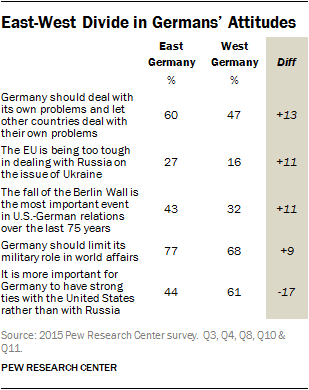 East-West Divide in Germans' Attitudes
East Germany West Germany Diff
% %
Germany should deal with
its own problems and let
other countries deal with
their own problems 60 47 +13
The EU is being too tough
in dealing with Russia on
the issue of Ukraine 27 16 +11
The fall of the Berlin Wall is
the most important event
in U.S.-German relations
over the last 75 years 43 32 +11
Germany should limit its
military role in world affairs 77 68 +9
It is more important for
Germany to have strong
ties with the United States
rather than with Russia 44 61 -17
Source: 2015 Pew Research Center survey. Q3, Q4, Q8, Q10 &
Q11.
PEW RESEARCH CENTER